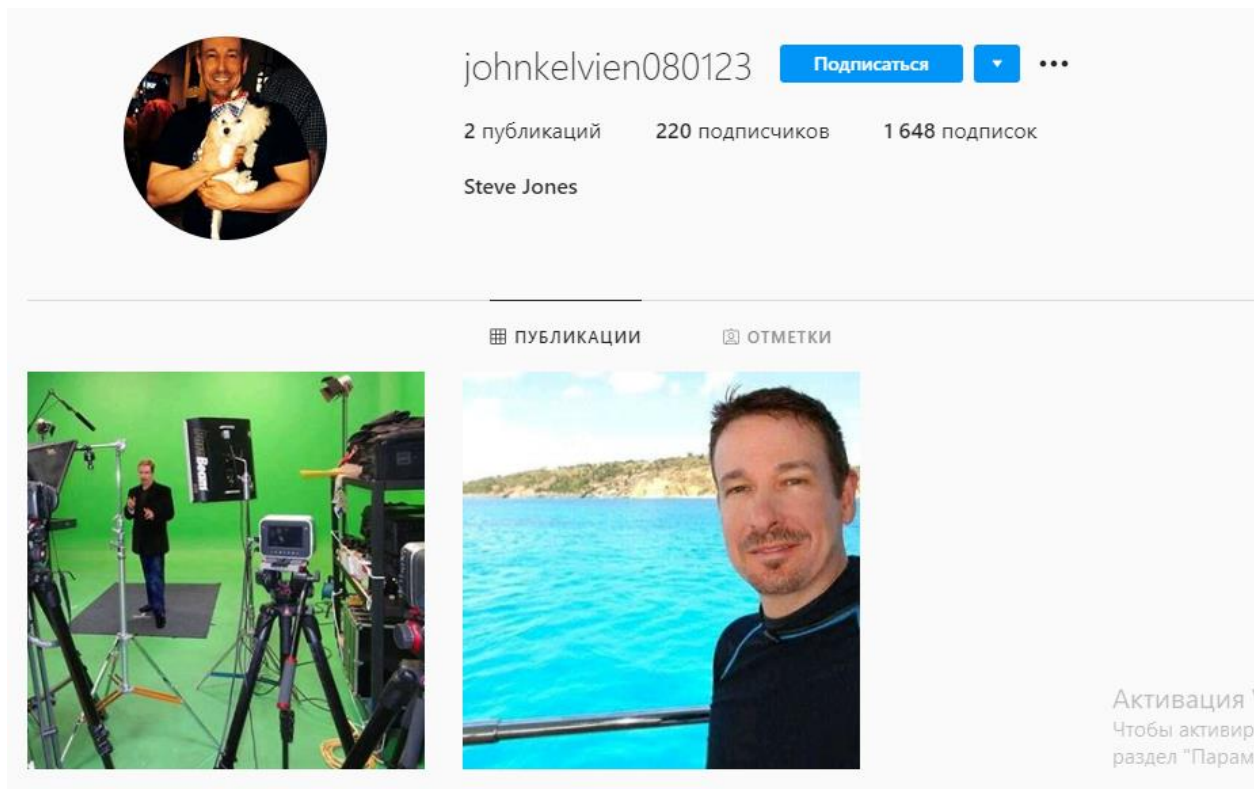 johnkelvien080123 Подписаться
2 публикаций 220 подписчиков 1 648 подписок
Steve Jones
ПУБЛИКАЦИИ ОТМЕТКИ
Активация
Чтобы активир
раздел "Парам